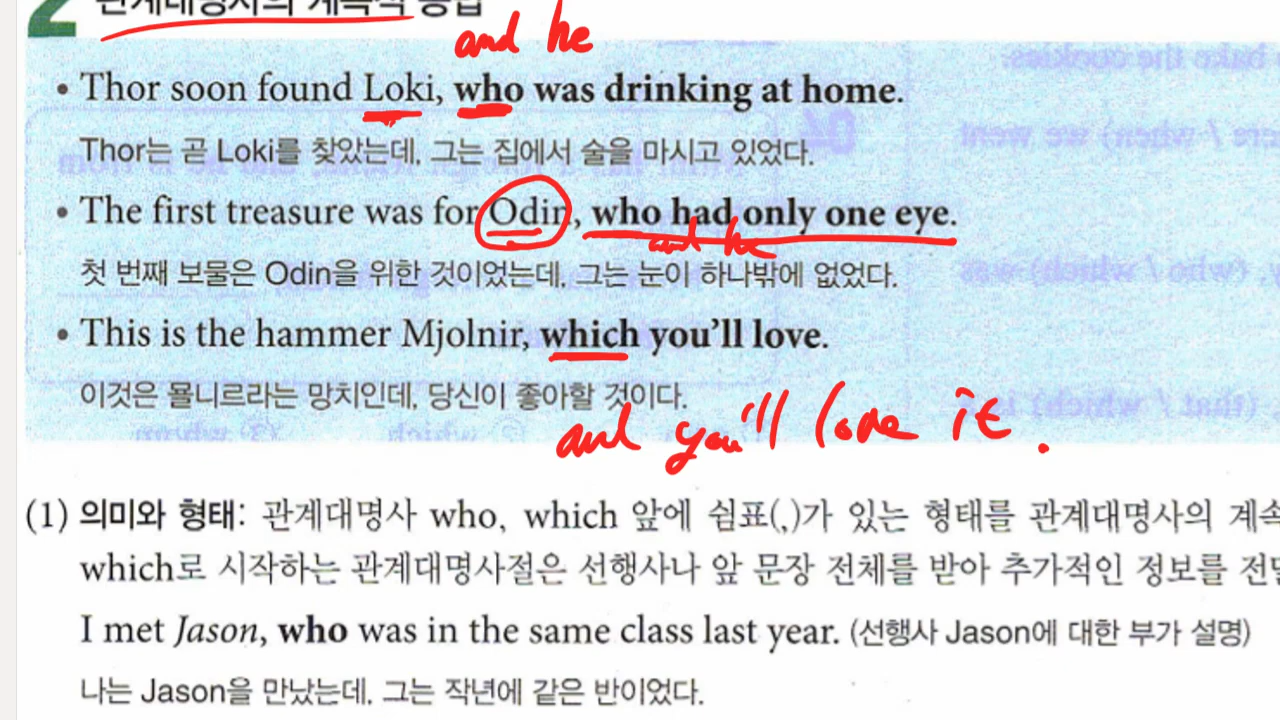 2 관계대명사의 계속적 용법
and he
• Thor soon found Loki, who was drinking at home.
Thor는 곧 Loki를 찾았는데, 그는 집에서 술을 마시고 있었다.
• The first treasure was for Odin, who had only one eye.
and he
첫 번째 보물은 Odin을 위한 것이었는데, 그는 눈이 하나밖에 없었다.
• This is the hammer Mjolnir, which you'll love.
이것은 묠니르라는 망치인데, 당신이 좋아할 것이다.
and you'll love it.
(1) 의미와 형태: 관계대명사 who, which 앞에 쉼표(,)가 있는 형태를 관계대명사의 계속
which로 시작하는 관계대명사절은 선행사나 앞 문장 전체를 받아 추가적인 정보를 전달
I met Jason, who was in the same class last year. (선행사 Jason에 대한 부가 설명)
나는 Jason을 만났는데, 그는 작년에 같은 반이었다.